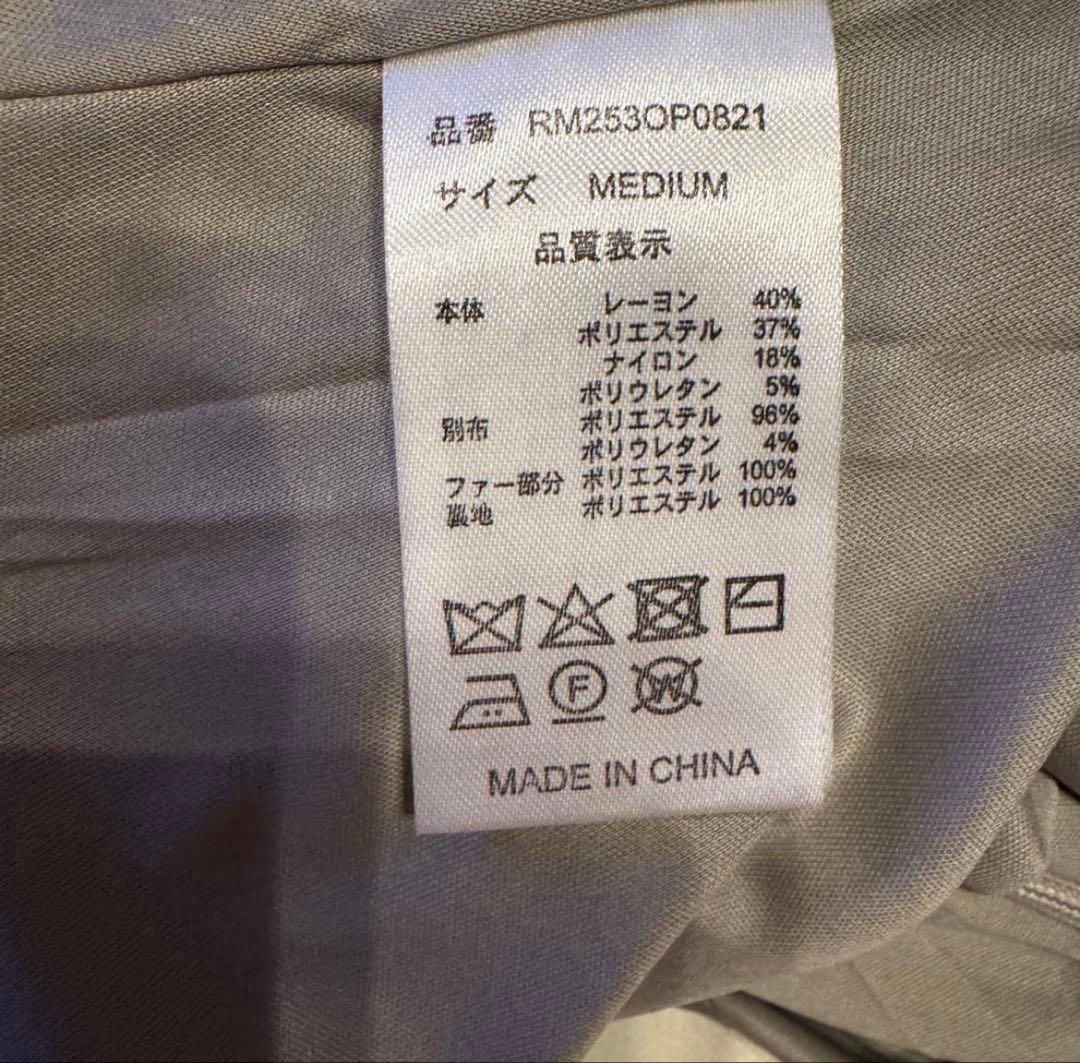 品番 RM253OP0821
サイズ MEDIUM
品質表示
本体 レーヨン 40%
ポリエステル 37%
ナイロン 18%
ポリウレタン 5%
別布 ポリエステル 96%
ポリウレタン 4%
ファー部分 ポリエステル 100%
裏地 ポリエステル 100%
F W
MADE IN CHINA